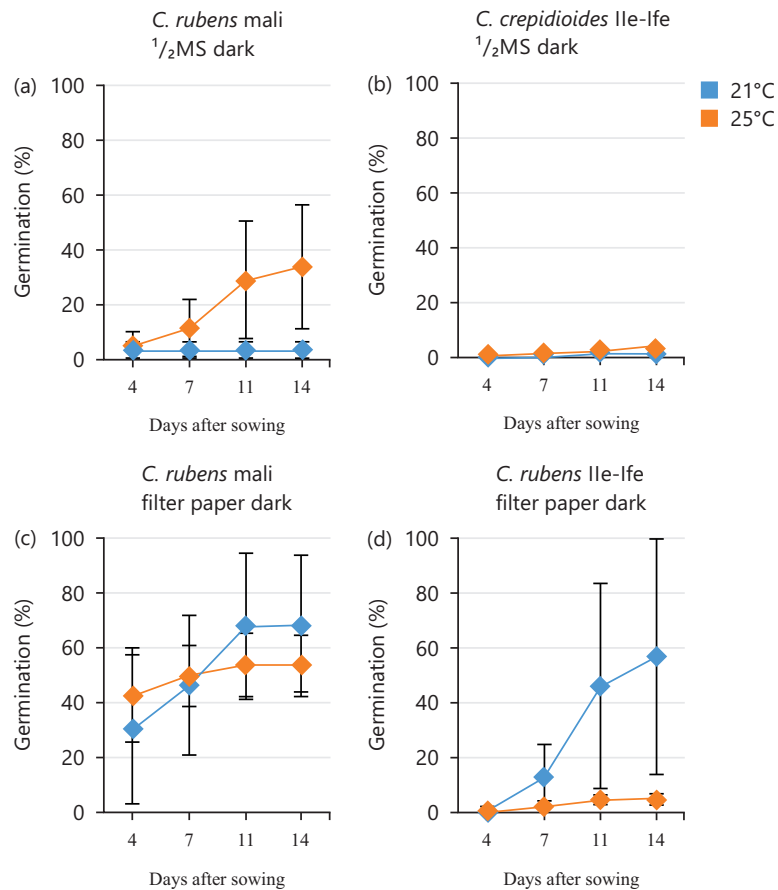 C. rubens mali
¹/₂MS dark
(a)
Germination (%)
100
80
60
40
20
0
4 7 11 14
Days after sowing
C. crepidioides IIe-Ife
¹/₂MS dark
(b)
Germination (%)
100
80
60
40
20
0
4 7 11 14
Days after sowing
21°C
25°C
C. rubens mali
filter paper dark
(c)
Germination (%)
100
80
60
40
20
0
4 7 11 14
Days after sowing
C. rubens IIe-Ife
filter paper dark
(d)
Germination (%)
100
80
60
40
20
0
4 7 11 14
Days after sowing